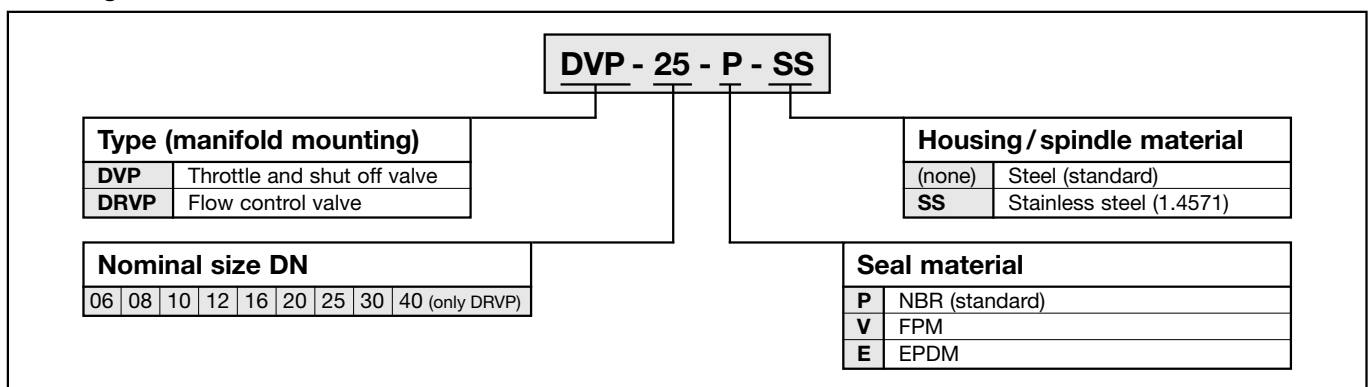 DVP - 25 - P - SS
Type (manifold mounting)
DVP Throttle and shut off valve
DRVP Flow control valve
Housing / spindle material
(none) Steel (standard)
SS Stainless steel (1.4571)
Nominal size DN
06 08 10 12 16 20 25 30 40 (only DRVP)
Seal material
P NBR (standard)
V FPM
E EPDM